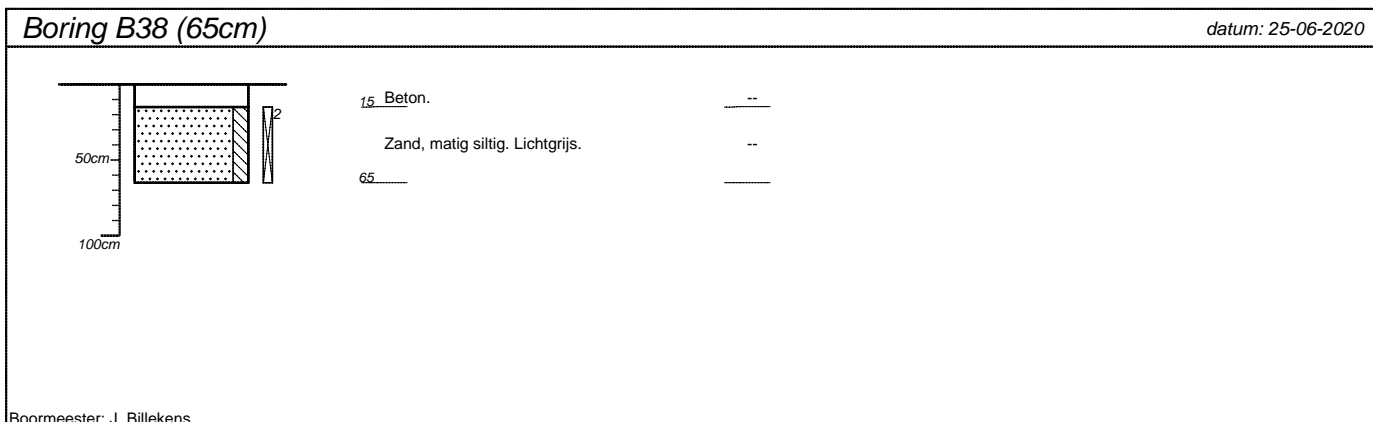 Boring B38 (65cm) datum: 25-06-2020
15 Beton. --
2
Zand, matig siltig. Lichtgrijs. --
50cm
65
100cm
Boormeester: J. Billekens